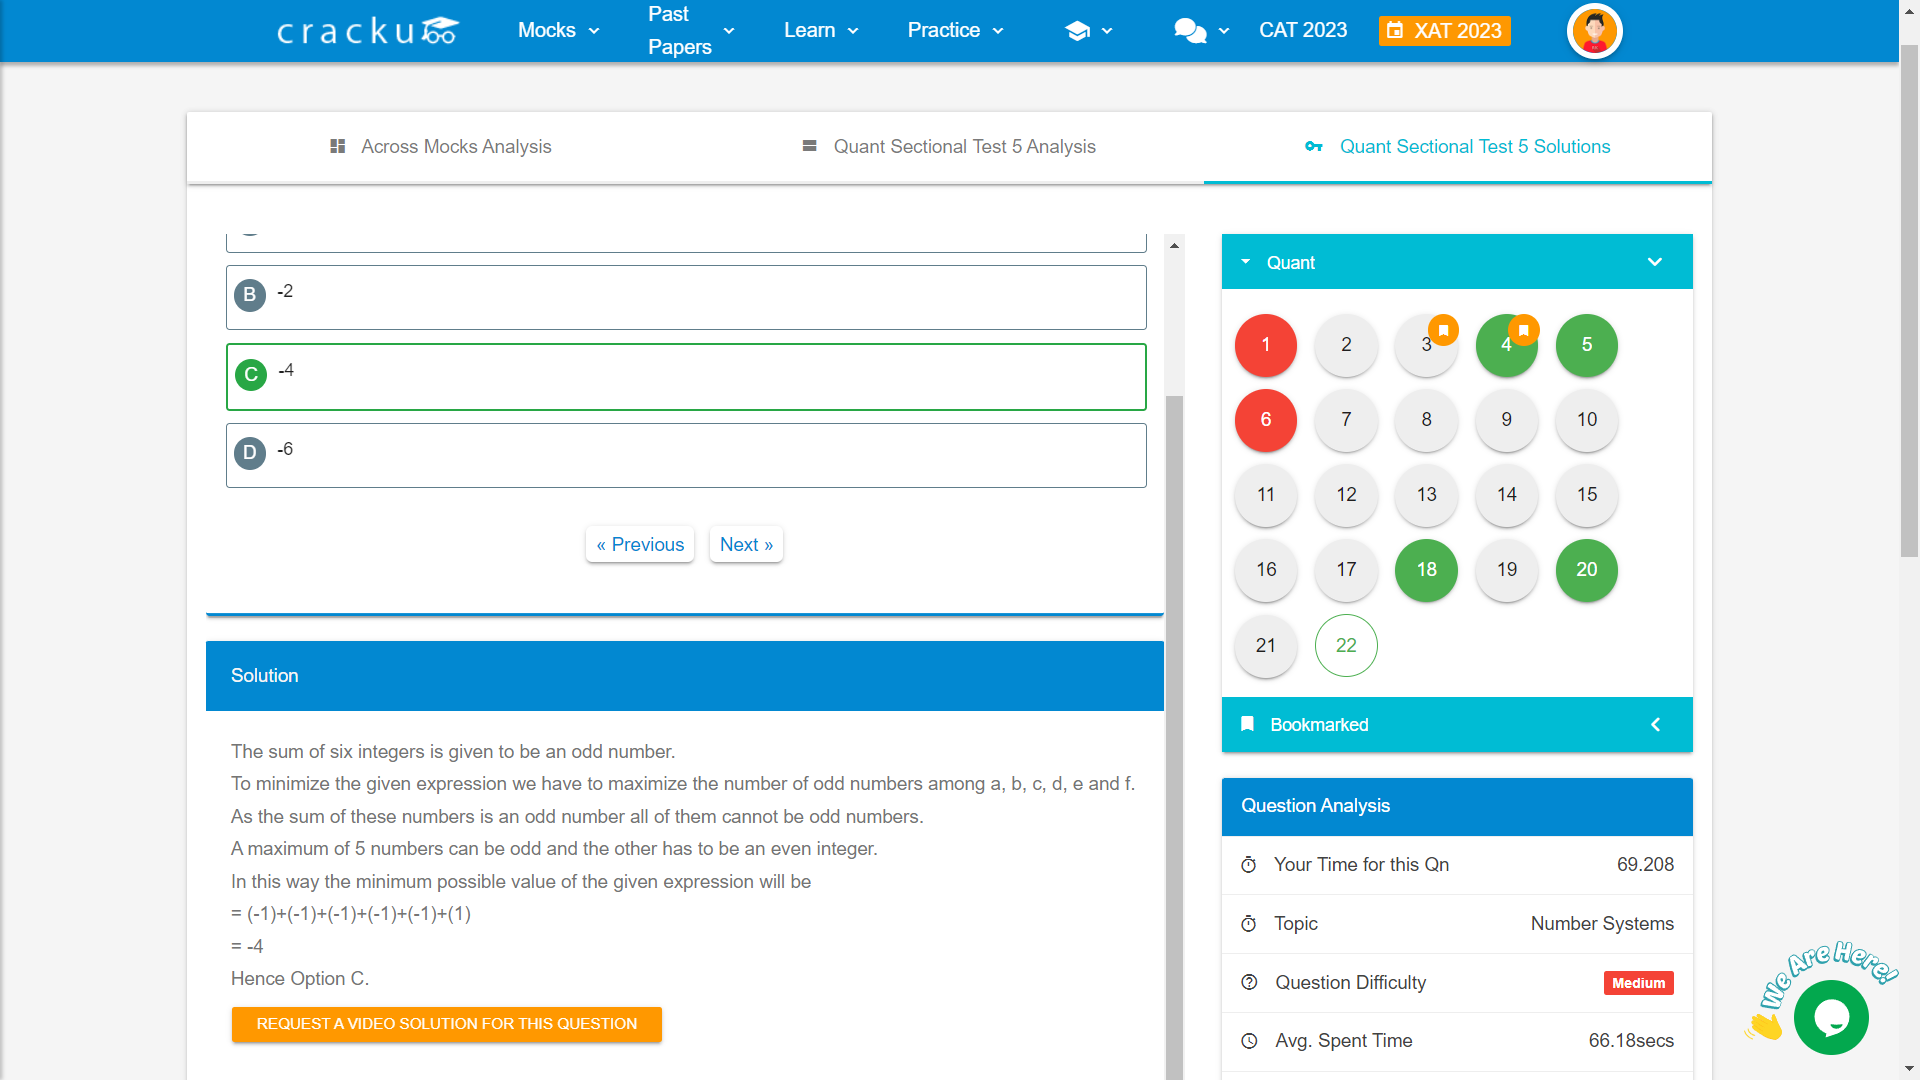 cracku
Mocks
Past Papers
Learn
Practice
CAT 2023
XAT 2023
Across Mocks Analysis
Quant Sectional Test 5 Analysis
Quant Sectional Test 5 Solutions
B -2
C -4
D -6
« Previous
Next »
Solution
The sum of six integers is given to be an odd number.
To minimize the given expression we have to maximize the number of odd numbers among a, b, c, d, e and f.
As the sum of these numbers is an odd number all of them cannot be odd numbers.
A maximum of 5 numbers can be odd and the other has to be an even integer.
In this way the minimum possible value of the given expression will be
= (-1)+(-1)+(-1)+(-1)+(-1)+(1)
= -4
Hence Option C.
REQUEST A VIDEO SOLUTION FOR THIS QUESTION
Quant
1 2 3 4 5
6 7 8 9 10
11 12 13 14 15
16 17 18 19 20
21 22
Bookmarked
Question Analysis
Your Time for this Qn 69.208
Topic Number Systems
Question Difficulty Medium
Avg. Spent Time 66.18secs
We Are Here!